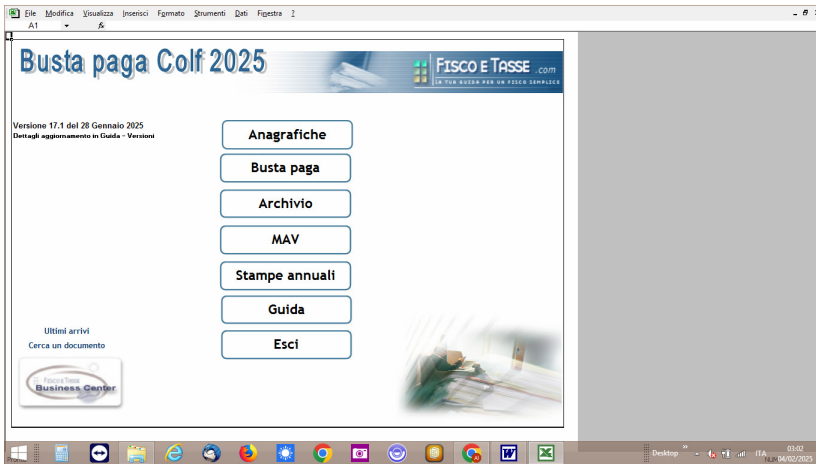 File Modifica Visualizza Inserisci Formato Strumenti Dati Finestra ?
A1 fx
Busta paga Colf 2025
FISCO E TASSE .com
LA TUA GUIDA PER UN FISCO SEMPLICE
Versione 17.1 del 28 Gennaio 2025
Dettagli aggiornamento in Guida - Versioni
Anagrafiche
Busta paga
Archivio
MAV
Stampe annuali
Guida
Esci
Ultimi arrivi
Cerca un documento
FISCO E TASSE
Business Center
Desktop
ITA
03:02
04/02/2025